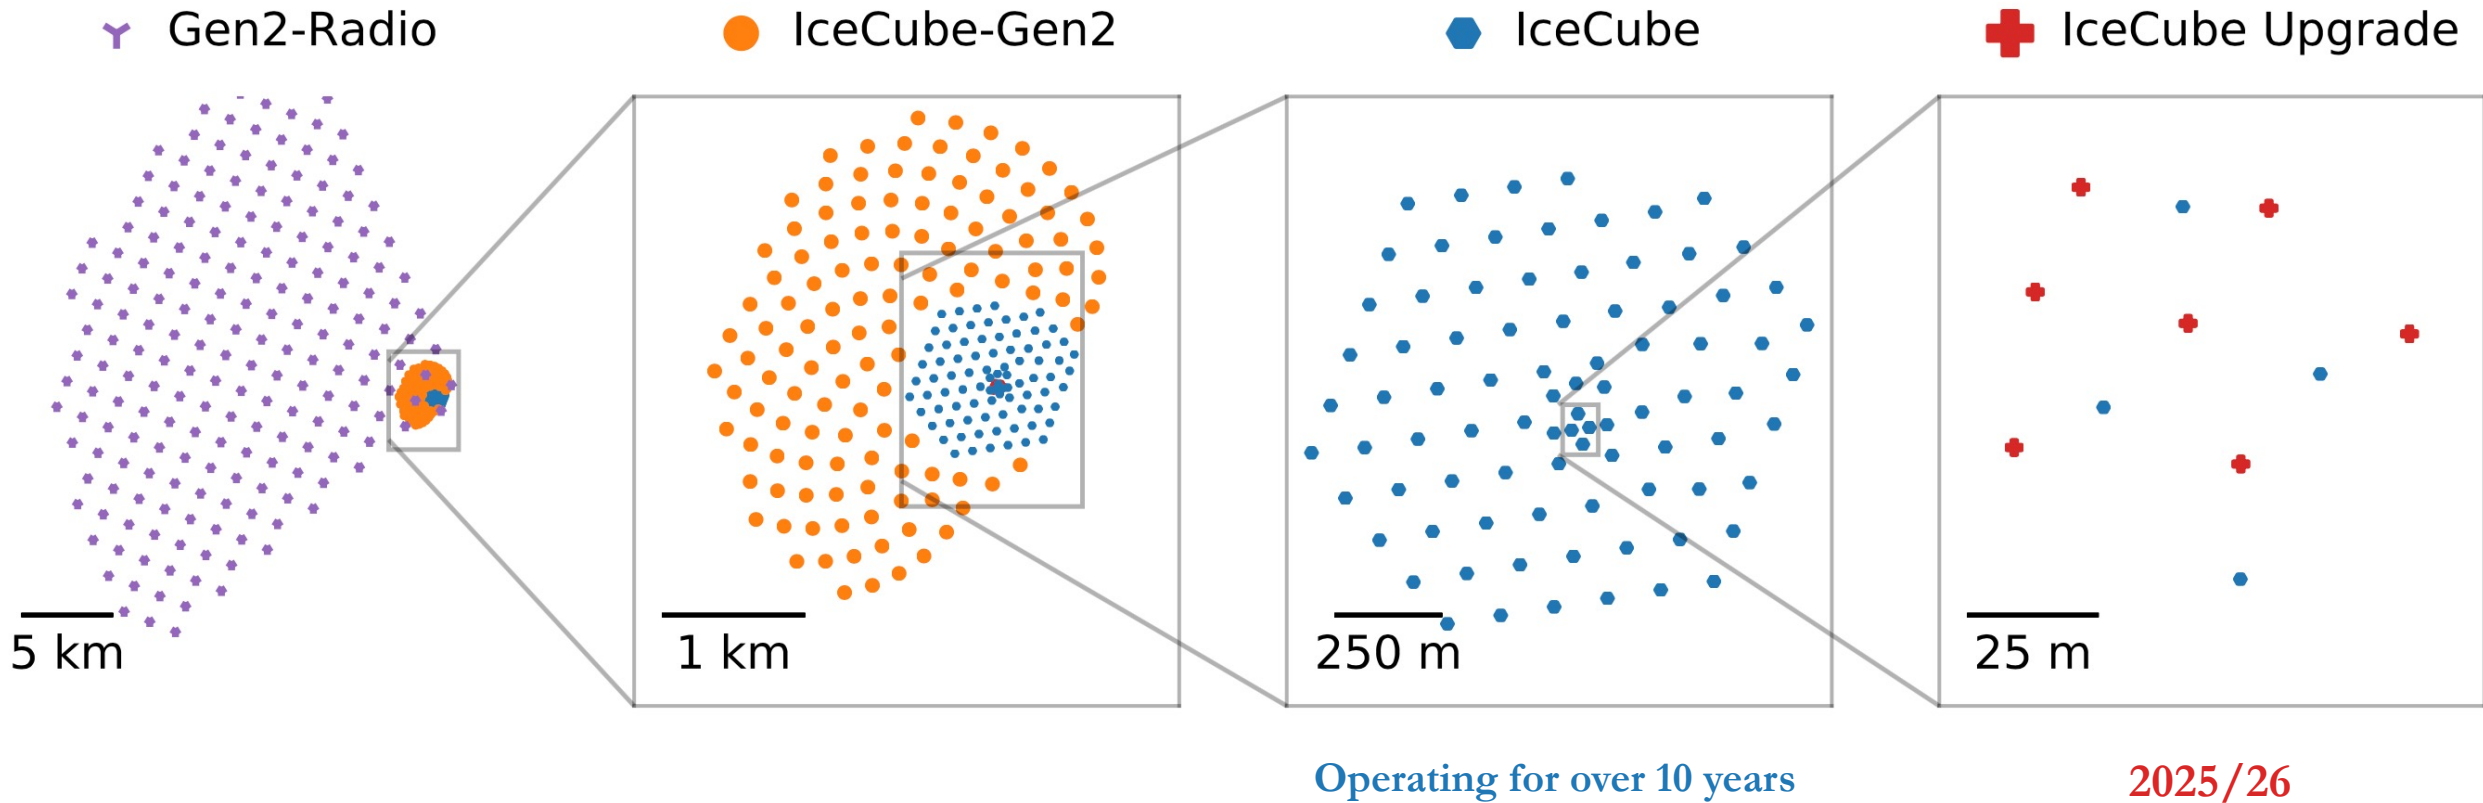 Gen2-Radio
IceCube-Gen2
IceCube
IceCube Upgrade
5 km
1 km
250 m
25 m
Operating for over 10 years
2025/26